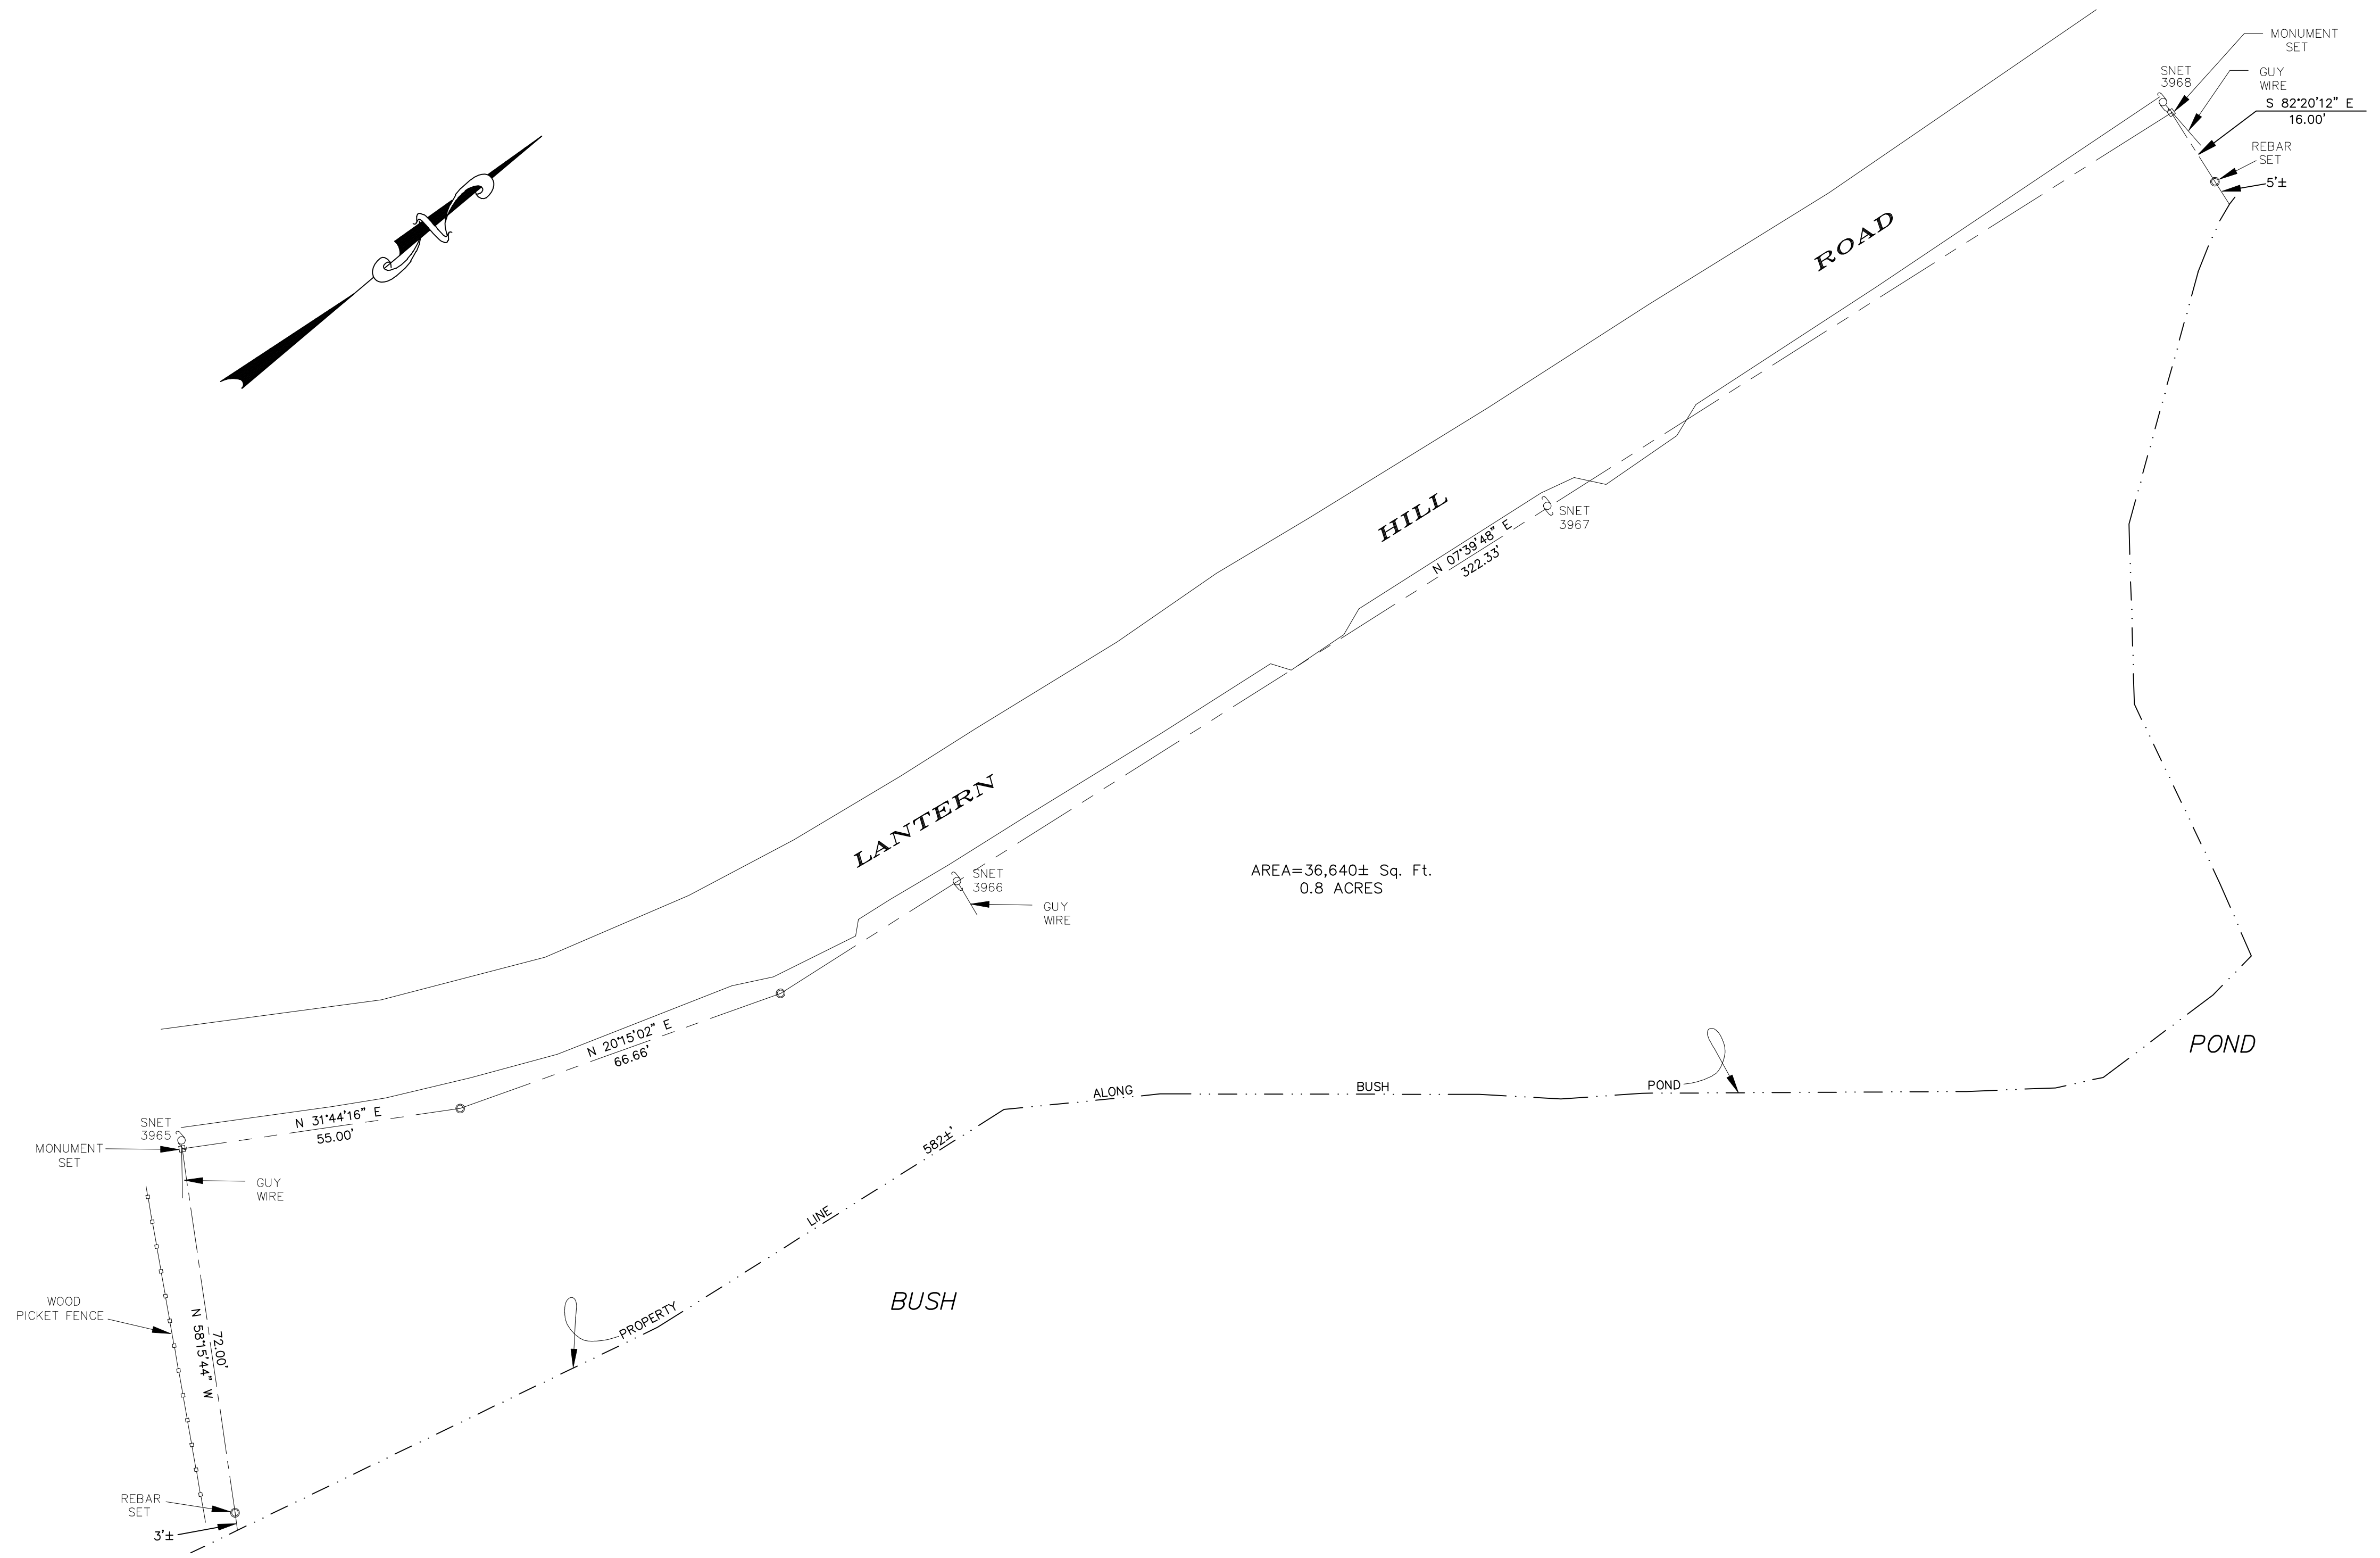 MONUMENT
SET
SNET
3968
GUY
WIRE
S 82°20'12" E
16.00'
REBAR
SET
5'±
ROAD
HILL
SNET
3967
N 07°39'48" E
322.33'
LANTERN
SNET
3966
GUY
WIRE
AREA=36,640± Sq. Ft.
0.8 ACRES
N 20°15'02" E
66.66'
N 31°44'16" E
55.00'
SNET
3965
MONUMENT
SET
GUY
WIRE
WOOD
PICKET FENCE
72.00'
N 58°15'44" W
REBAR
SET
3'±
PROPERTY
LINE
582±'
ALONG
BUSH
POND
BUSH
POND